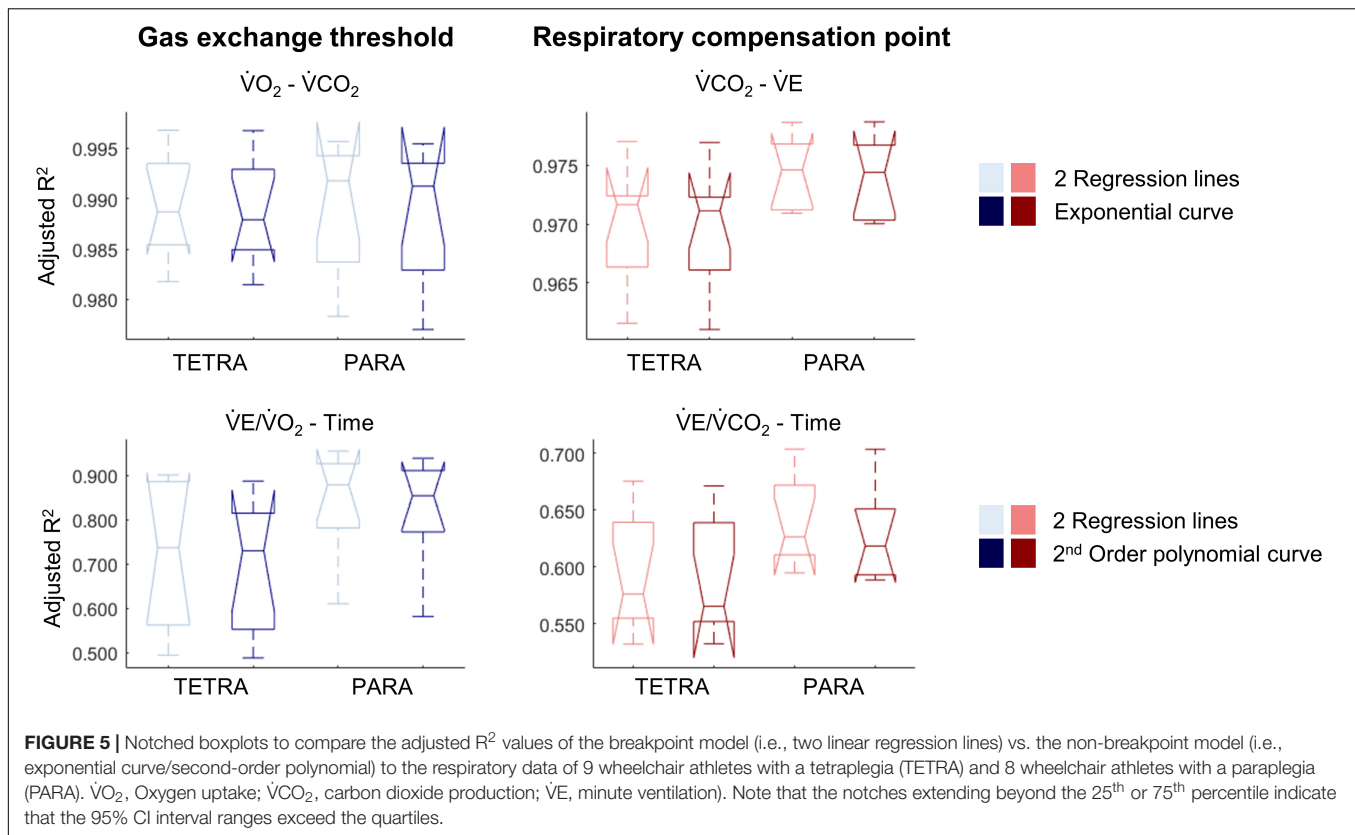 Gas exchange threshold
Respiratory compensation point
V̇O₂ - V̇CO₂
V̇CO₂ - V̇E
Adjusted R²
0.995
0.990
0.985
0.980
TETRA PARA
0.975
0.970
0.965
TETRA PARA
2 Regression lines
Exponential curve
V̇E/V̇O₂ - Time
V̇E/V̇CO₂ - Time
Adjusted R²
0.900
0.800
0.700
0.600
0.500
TETRA PARA
0.700
0.650
0.600
0.550
TETRA PARA
2 Regression lines
2nd Order polynomial curve
FIGURE 5 | Notched boxplots to compare the adjusted R² values of the breakpoint model (i.e., two linear regression lines) vs. the non-breakpoint model (i.e.,
exponential curve/second-order polynomial) to the respiratory data of 9 wheelchair athletes with a tetraplegia (TETRA) and 8 wheelchair athletes with a paraplegia
(PARA). V̇O₂, Oxygen uptake; V̇CO₂, carbon dioxide production; V̇E, minute ventilation). Note that the notches extending beyond the 25th or 75th percentile indicate
that the 95% CI interval ranges exceed the quartiles.